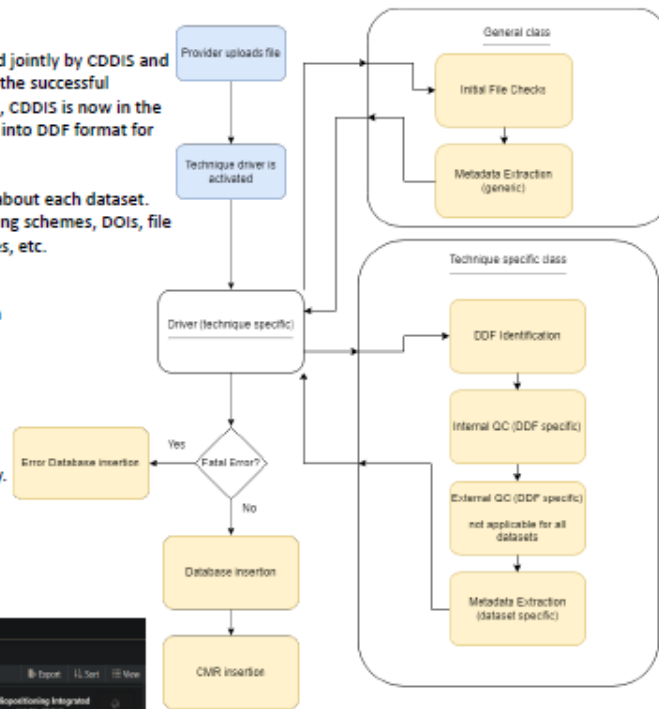 d jointly by CDDIS and
the successful
, CDDIS is now in the
into DDF format for
about each dataset.
ing schemes, DOIs, file
es, etc.
Provider uploads file
Technique driver is
activated
Driver (technique specific)
Fatal Error?
Yes
No
Error Database insertion
Database insertion
CMR insertion
General class
Initial File Checks
Metadata Extraction
(generic)
Technique specific class
DDF Identification
Internal QC (DDF specific)
External QC (DDF specific)
not applicable for all
datasets
Metadata Extraction
(dataset specific)
y.
Export Sort View
Biopositioning Integrated